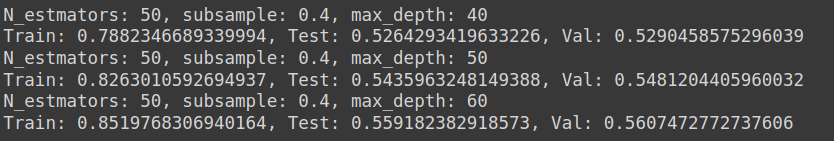 N_estmators: 50, subsample: 0.4, max_depth: 40
Train: 0.7882346689339994, Test: 0.5264293419633226, Val: 0.5290458575296039
N_estmators: 50, subsample: 0.4, max_depth: 50
Train: 0.8263010592694937, Test: 0.5435963248149388, Val: 0.5481204405960032
N_estmators: 50, subsample: 0.4, max_depth: 60
Train: 0.8519768306940164, Test: 0.559182382918573, Val: 0.5607472772737606